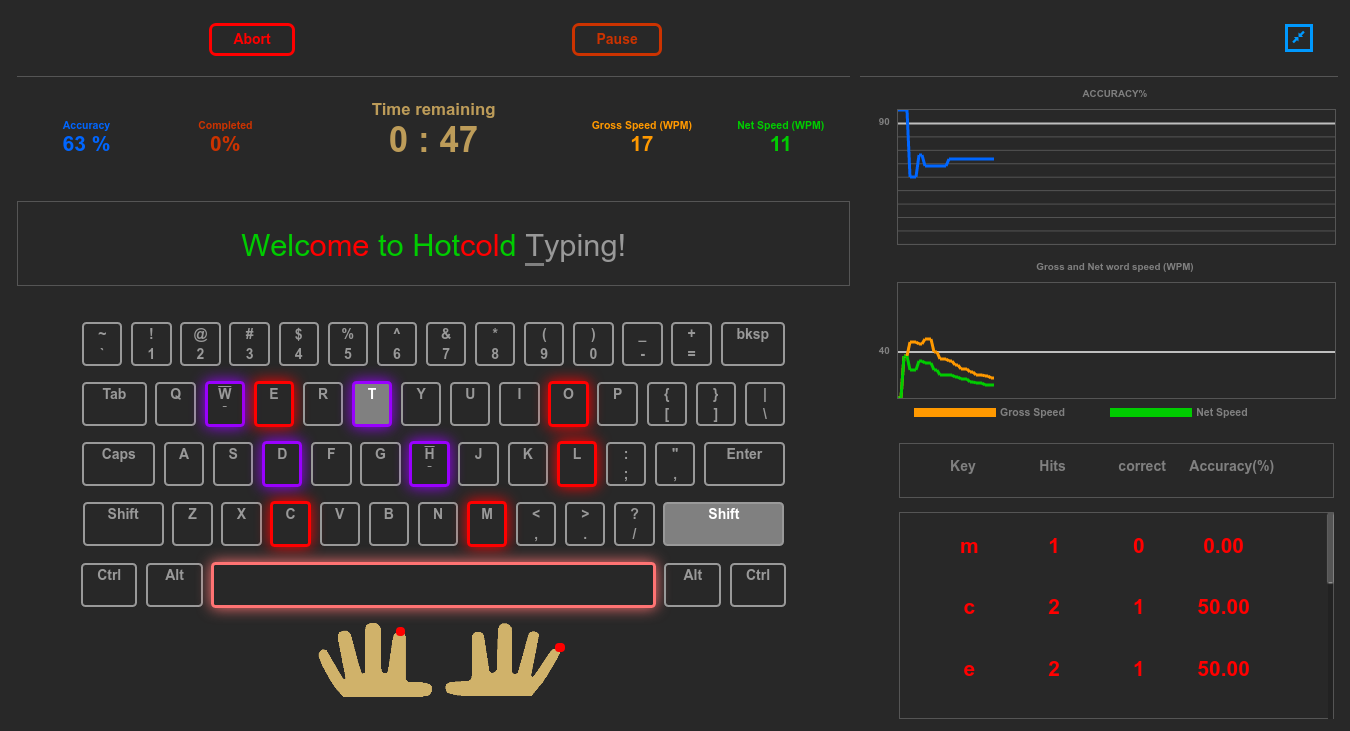 Abort Pause
ACCURACY%
Time remaining
Accuracy Completed Gross Speed (WPM) Net Speed (WPM)
63 % 0% 0 : 47 17 11
90
Welcome to Hotcold Typing!
Gross and Net word speed (WPM)
40
Gross Speed Net Speed
~ ! @ # $ % ^ & * ( ) _ + bksp
` 1 2 3 4 5 6 7 8 9 0 - =
Tab Q W E R T Y U I O P { } |
[ ] \
Caps A S D F G H J K L : " Enter
; ,
Shift Z X C V B N M < > ? Shift
, . /
Ctrl Alt Alt Ctrl
Key Hits correct Accuracy(%)
m 1 0 0.00
c 2 1 50.00
e 2 1 50.00